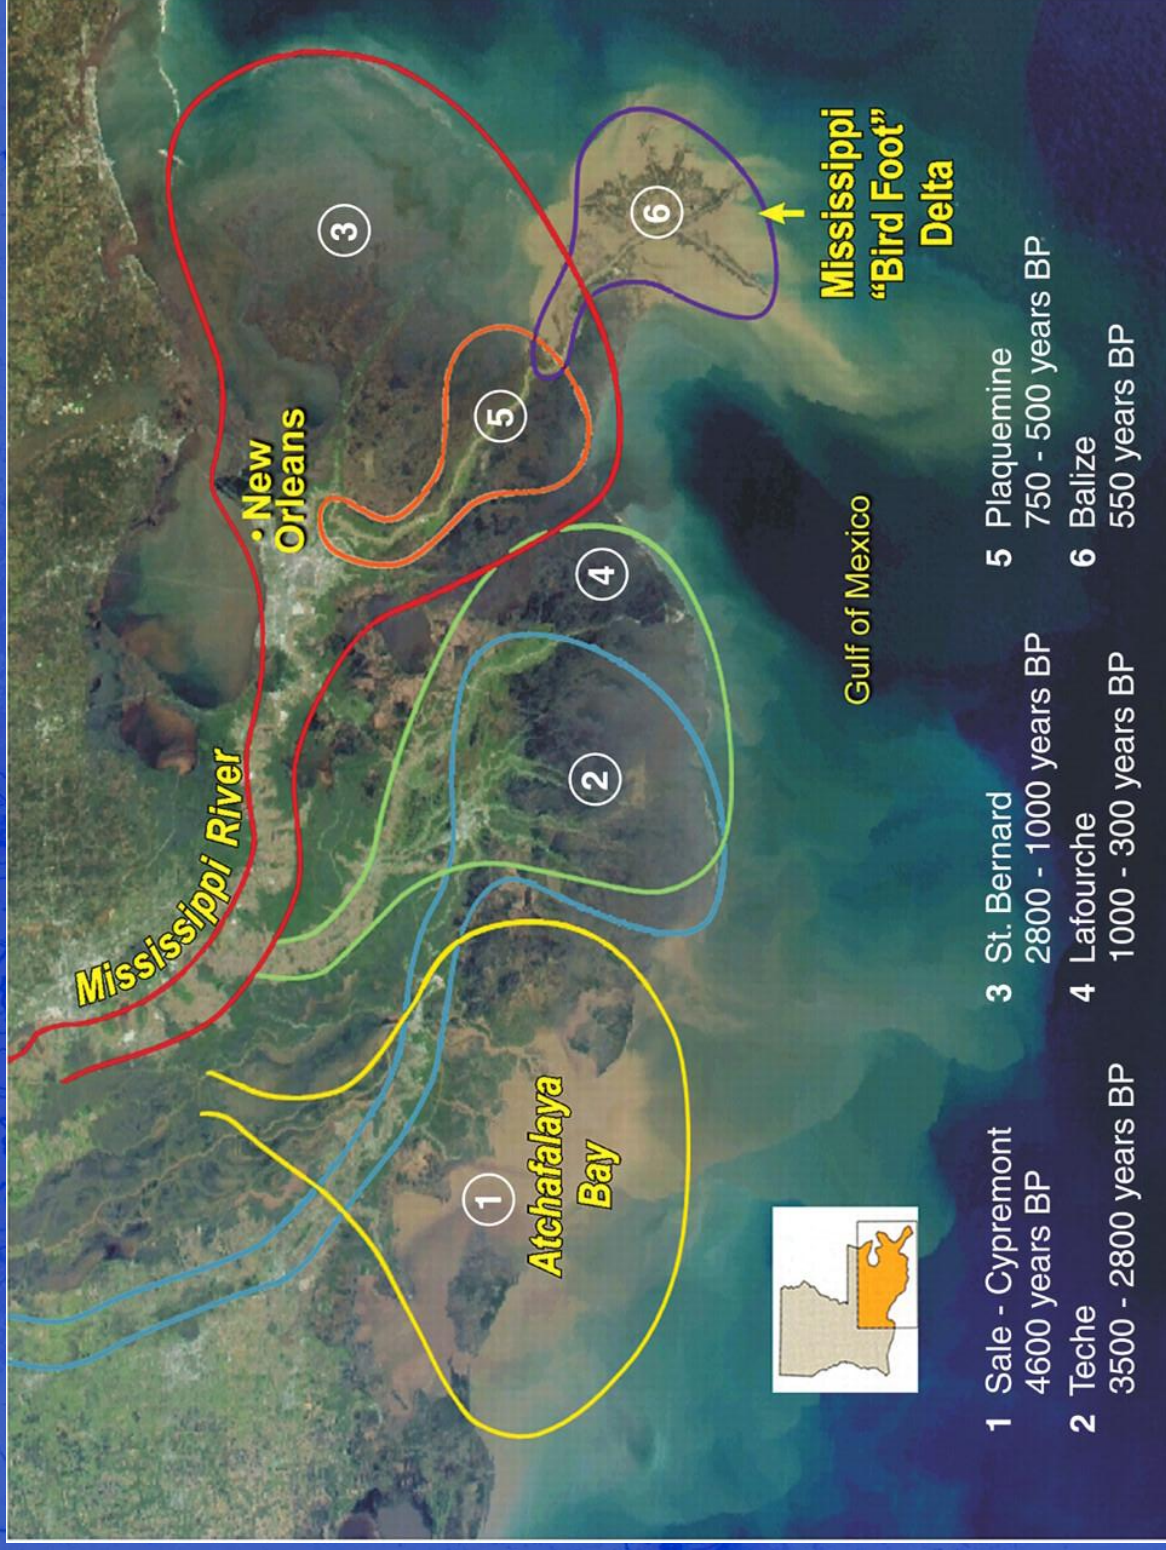 Mississippi River
• New
Orleans
3
5
6
4
2
1
Mississippi
“Bird Foot”
Delta
Atchafalaya
Bay
Gulf of Mexico
1 Sale - Cypremont
4600 years BP
2 Teche
3500 - 2800 years BP
3 St. Bernard
2800 - 1000 years BP
4 Lafourche
1000 - 300 years BP
5 Plaquemine
750 - 500 years BP
6 Balize
550 years BP